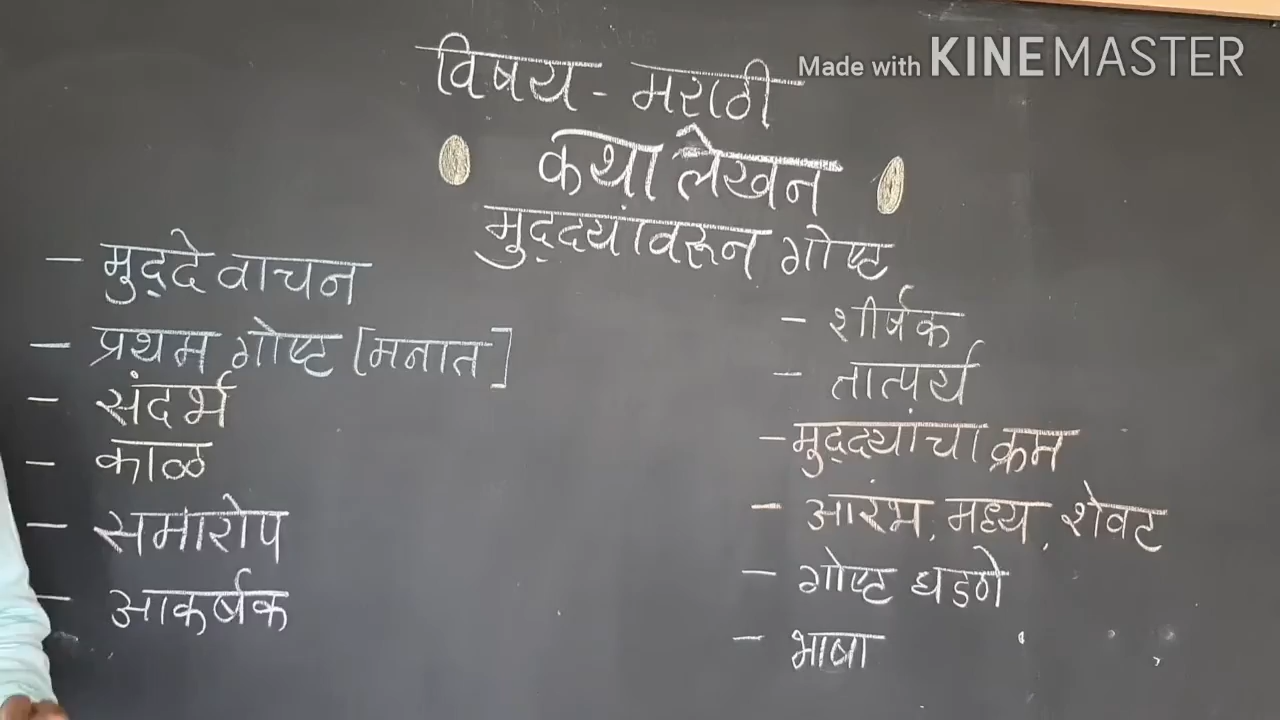 Made with KINEMASTER
विषय - मराठी
कथा लेखन
मुद्द्यांवरून गोष्ट
- मुद्दे वाचन
- प्रथम गोष्ट [मनात]
- संदर्भ
- काळ
- समारोप
- आकर्षक
- शीर्षक
- तात्पर्य
- मुद्द्यांचा क्रम
- आरंभ, मध्य, शेवट
- गोष्ट घडणे
- भाषा